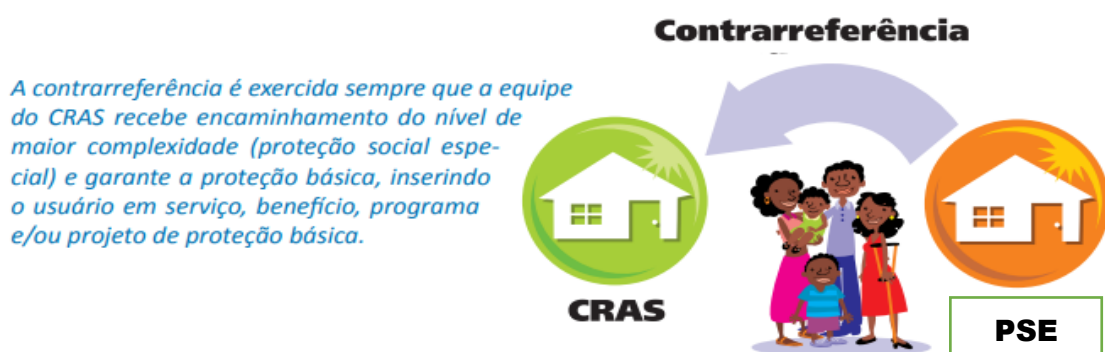 Contrarreferência
A contrarreferência é exercida sempre que a equipe
do CRAS recebe encaminhamento do nível de
maior complexidade (proteção social espe-
cial) e garante a proteção básica, inserindo
o usuário em serviço, benefício, programa
e/ou projeto de proteção básica.
CRAS
PSE